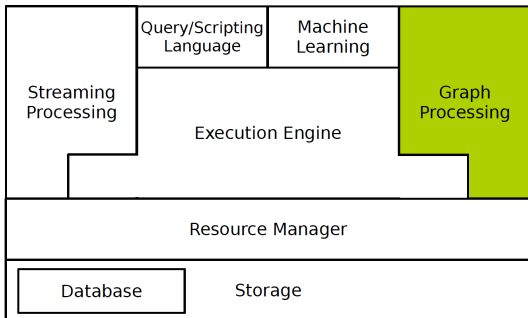 Query/Scripting
Language
Machine
Learning
Streaming
Processing
Graph
Processing
Execution Engine
Resource Manager
Database
Storage